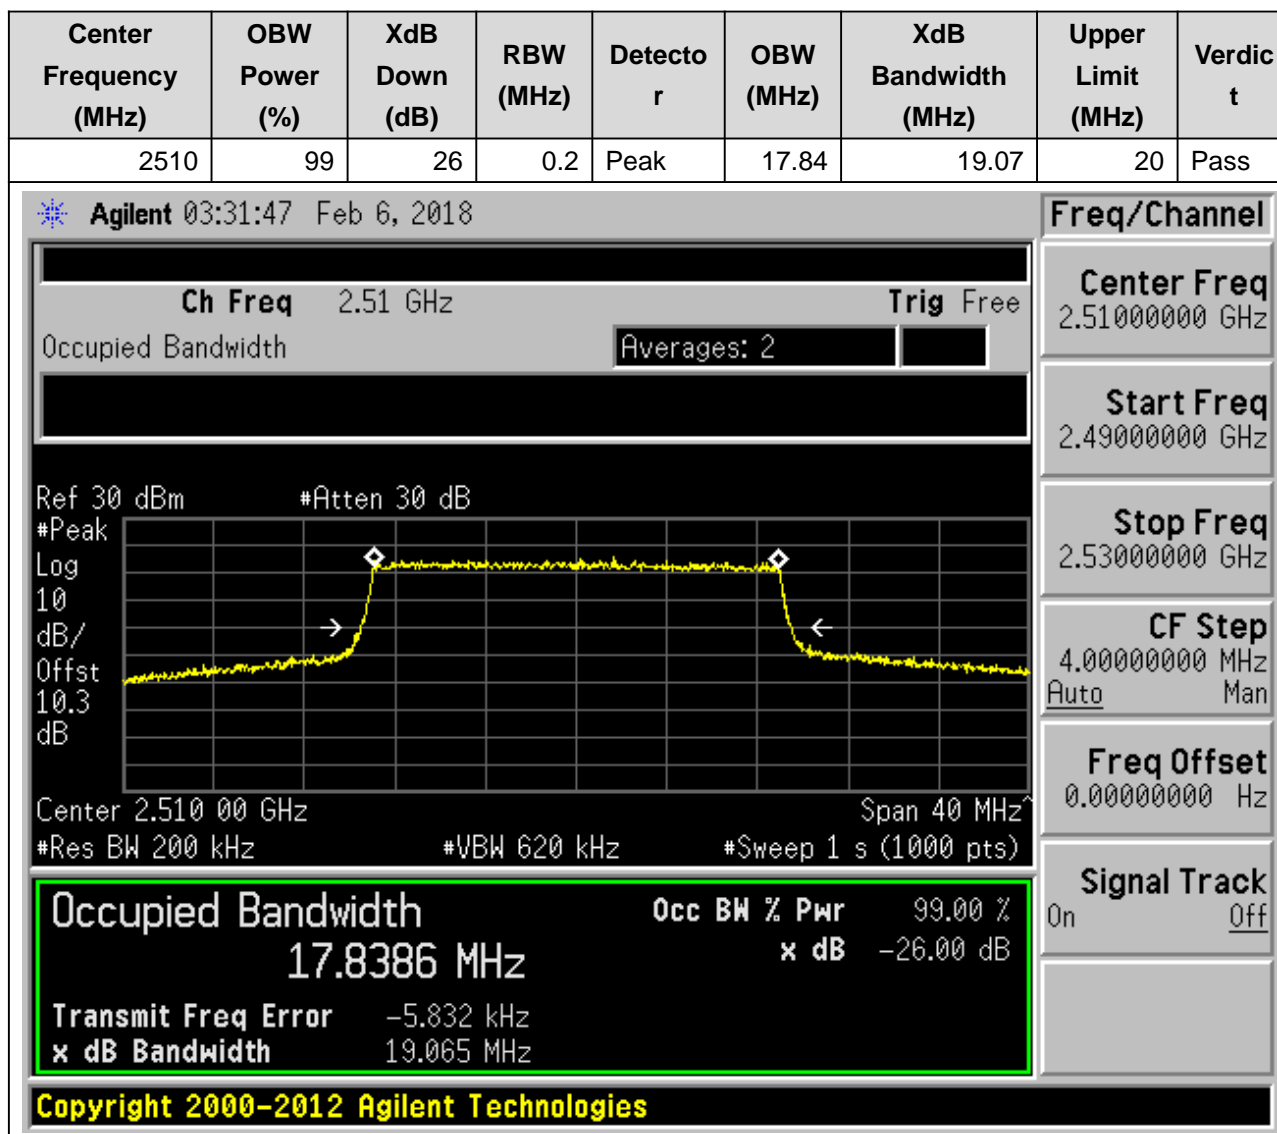 Center Frequency (MHz) OBW Power (%) XdB Down (dB) RBW (MHz) Detecto r OBW (MHz) XdB Bandwidth (MHz) Upper Limit (MHz) Verdic t
2510 99 26 0.2 Peak 17.84 19.07 20 Pass
Agilent 03:31:47 Feb 6, 2018
Ch Freq 2.51 GHz Trig Free
Occupied Bandwidth Averages: 2
Ref 30 dBm #Atten 30 dB
#Peak
Log
10
dB/
Offst
10.3
dB
Center 2.510 00 GHz Span 40 MHz^
#Res BW 200 kHz #VBW 620 kHz #Sweep 1 s (1000 pts)
Occupied Bandwidth Occ BW % Pwr 99.00 %
17.8386 MHz x dB -26.00 dB
Transmit Freq Error -5.832 kHz
x dB Bandwidth 19.065 MHz
Copyright 2000-2012 Agilent Technologies
Freq/Channel
Center Freq
2.51000000 GHz
Start Freq
2.49000000 GHz
Stop Freq
2.53000000 GHz
CF Step
4.00000000 MHz
Auto Man
Freq Offset
0.00000000 Hz
Signal Track
On Off